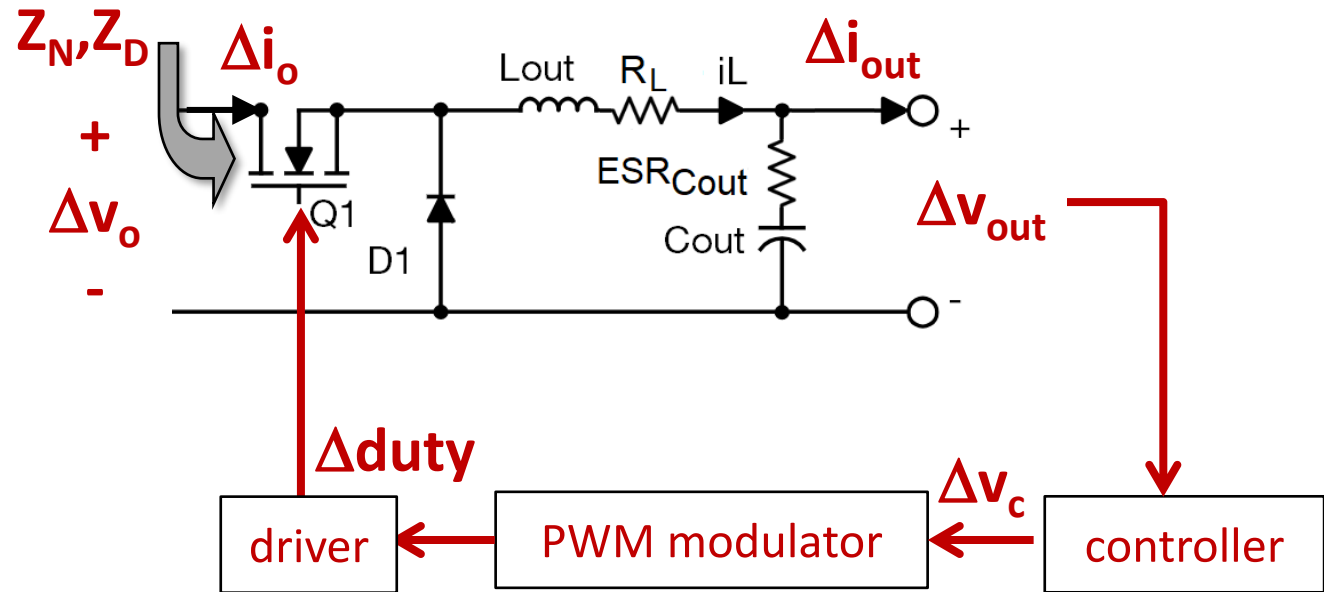 Z_N,Z_D
Δi_o
Lout
R_L
iL
Δi_out
+
+
ESR_Cout
Δv_o
Q1
Δv_out
D1
Cout
-
-
Δduty
Δv_c
driver
PWM modulator
controller